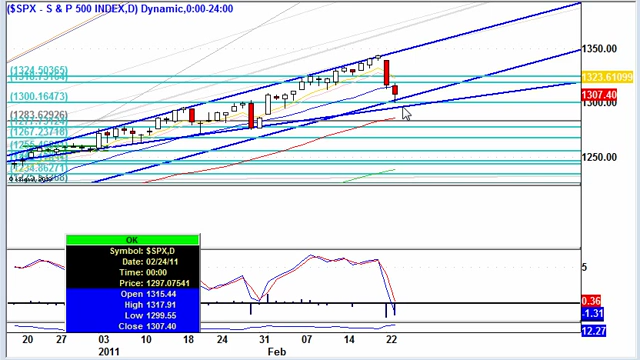 ($SPX - S & P 500 INDEX,D) Dynamic,0:00-24:00
1350.00
(1324.50365)
1323.61099
1307.40
(1300.16473)
1300.00
(1283.62926)
(1267.23718)
1250.00
OK
Symbol: $SPX,D
Date: 02/24/11
Time: 00:00
Price: 1297.07541
Open 1315.44
High 1317.91
Low 1299.55
Close 1307.40
5
0.36
-1.31
12.27
20 27 03 10 18 24 31 07 14 22
2011 Feb